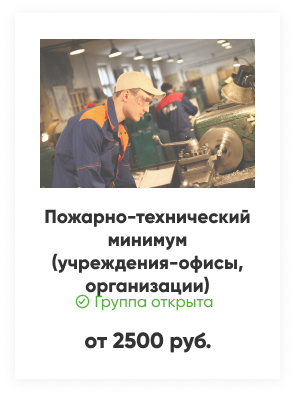 Пожарно-технический
минимум
(учреждения-офисы,
организации)
Группа открыта
от 2500 руб.